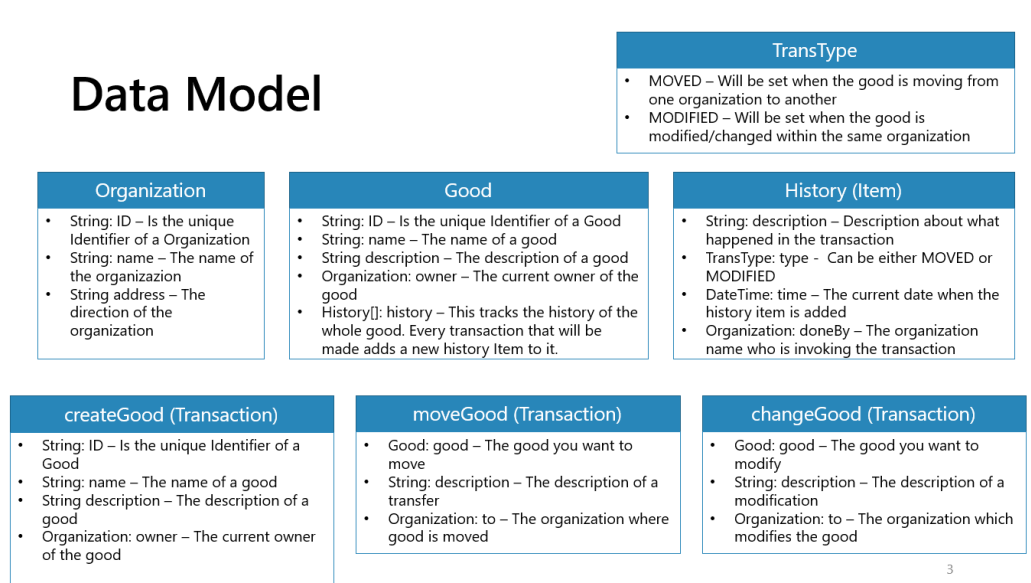 Data Model
TransType
• MOVED – Will be set when the good is moving from
one organization to another
• MODIFIED – Will be set when the good is
modified/changed within the same organization
Organization
• String: ID – Is the unique
Identifier of a Organization
• String: name – The name of
the organizazion
• String address – The
direction of the
organization
Good
• String: ID – Is the unique Identifier of a Good
• String: name – The name of a good
• String description – The description of a good
• Organization: owner – The current owner of the
good
• History[]: history – This tracks the history of the
whole good. Every transaction that will be
made adds a new history Item to it.
History (Item)
• String: description – Description about what
happened in the transaction
• TransType: type - Can be either MOVED or
MODIFIED
• DateTime: time – The current date when the
history item is added
• Organization: doneBy – The organization
name who is invoking the transaction
createGood (Transaction)
• String: ID – Is the unique Identifier of a
Good
• String: name – The name of a good
• String description – The description of a
good
• Organization: owner – The current owner
of the good
moveGood (Transaction)
• Good: good – The good you want to
move
• String: description – The description of a
transfer
• Organization: to – The organization where
good is moved
changeGood (Transaction)
• Good: good – The good you want to
modify
• String: description – The description of a
modification
• Organization: to – The organization which
modifies the good
3